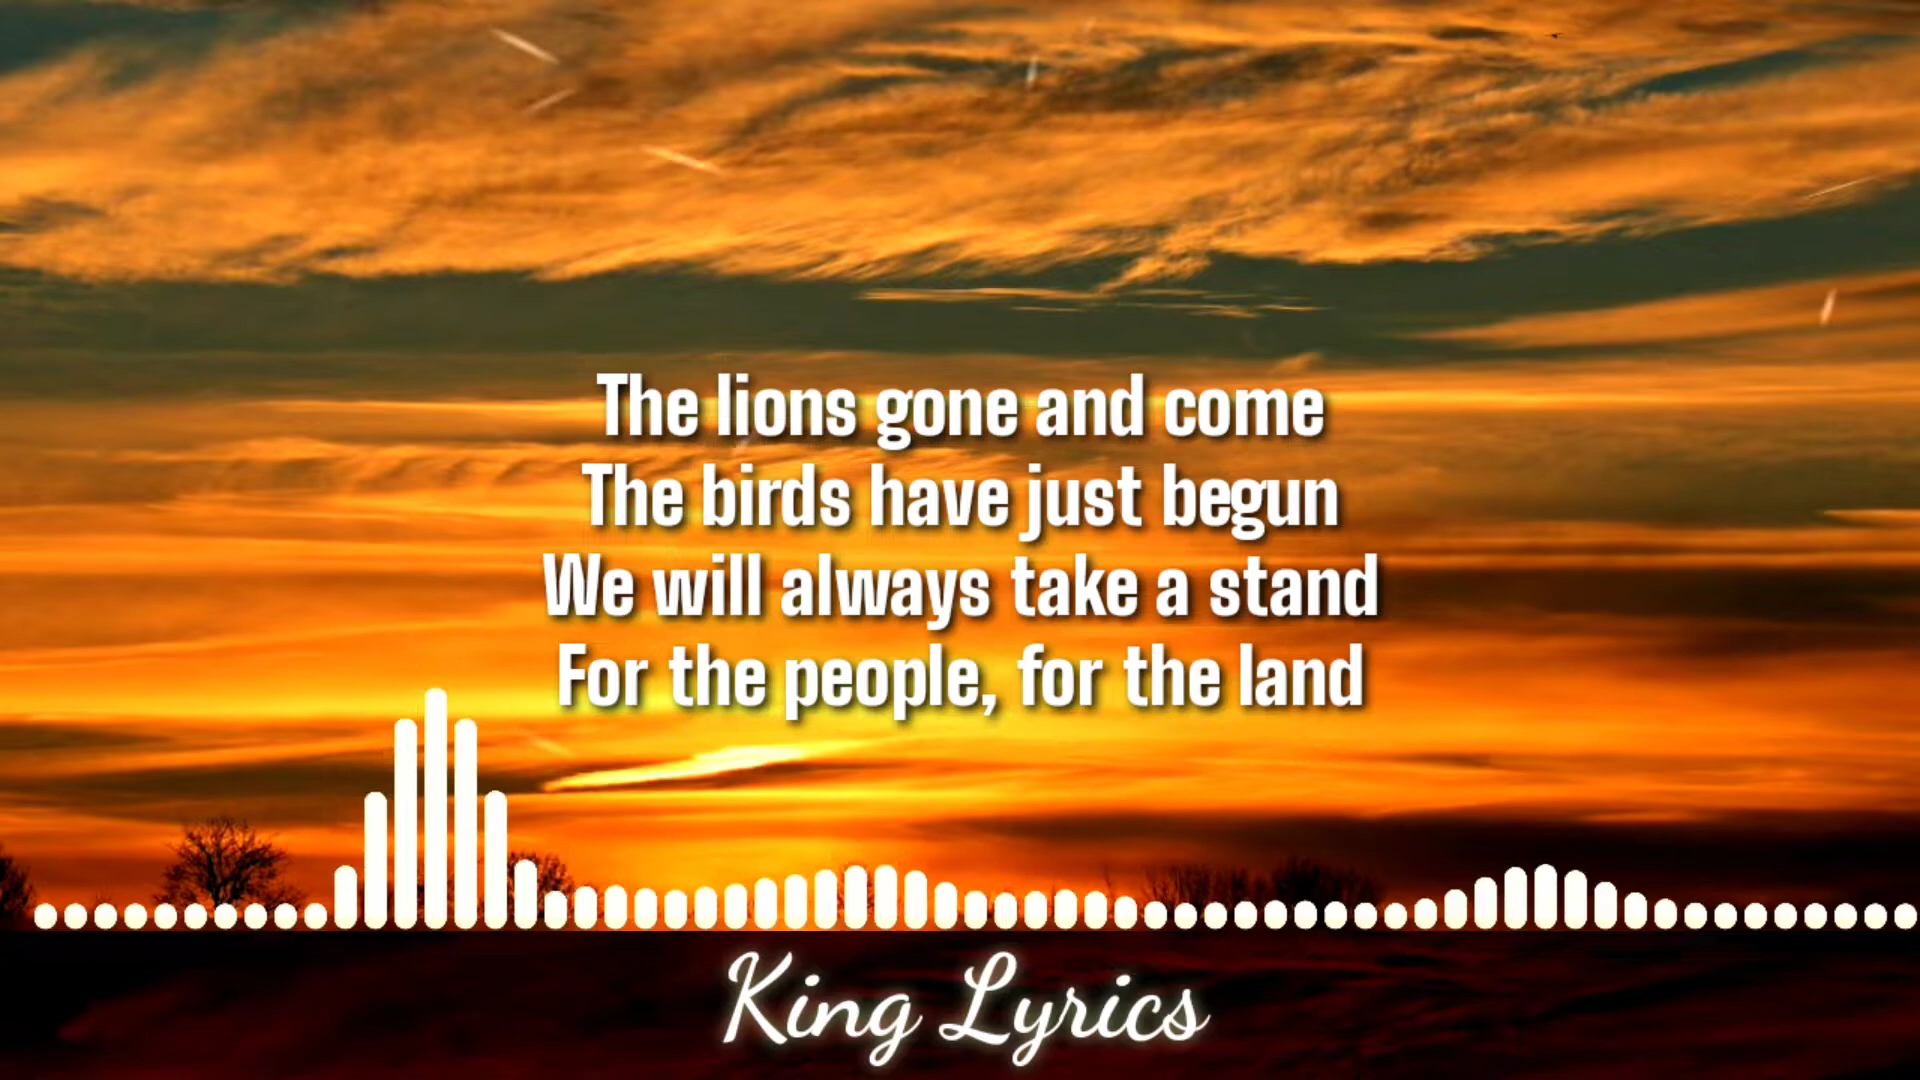 The lions gone and come
The birds have just begun
We will always take a stand
For the people, for the land
King Lyrics